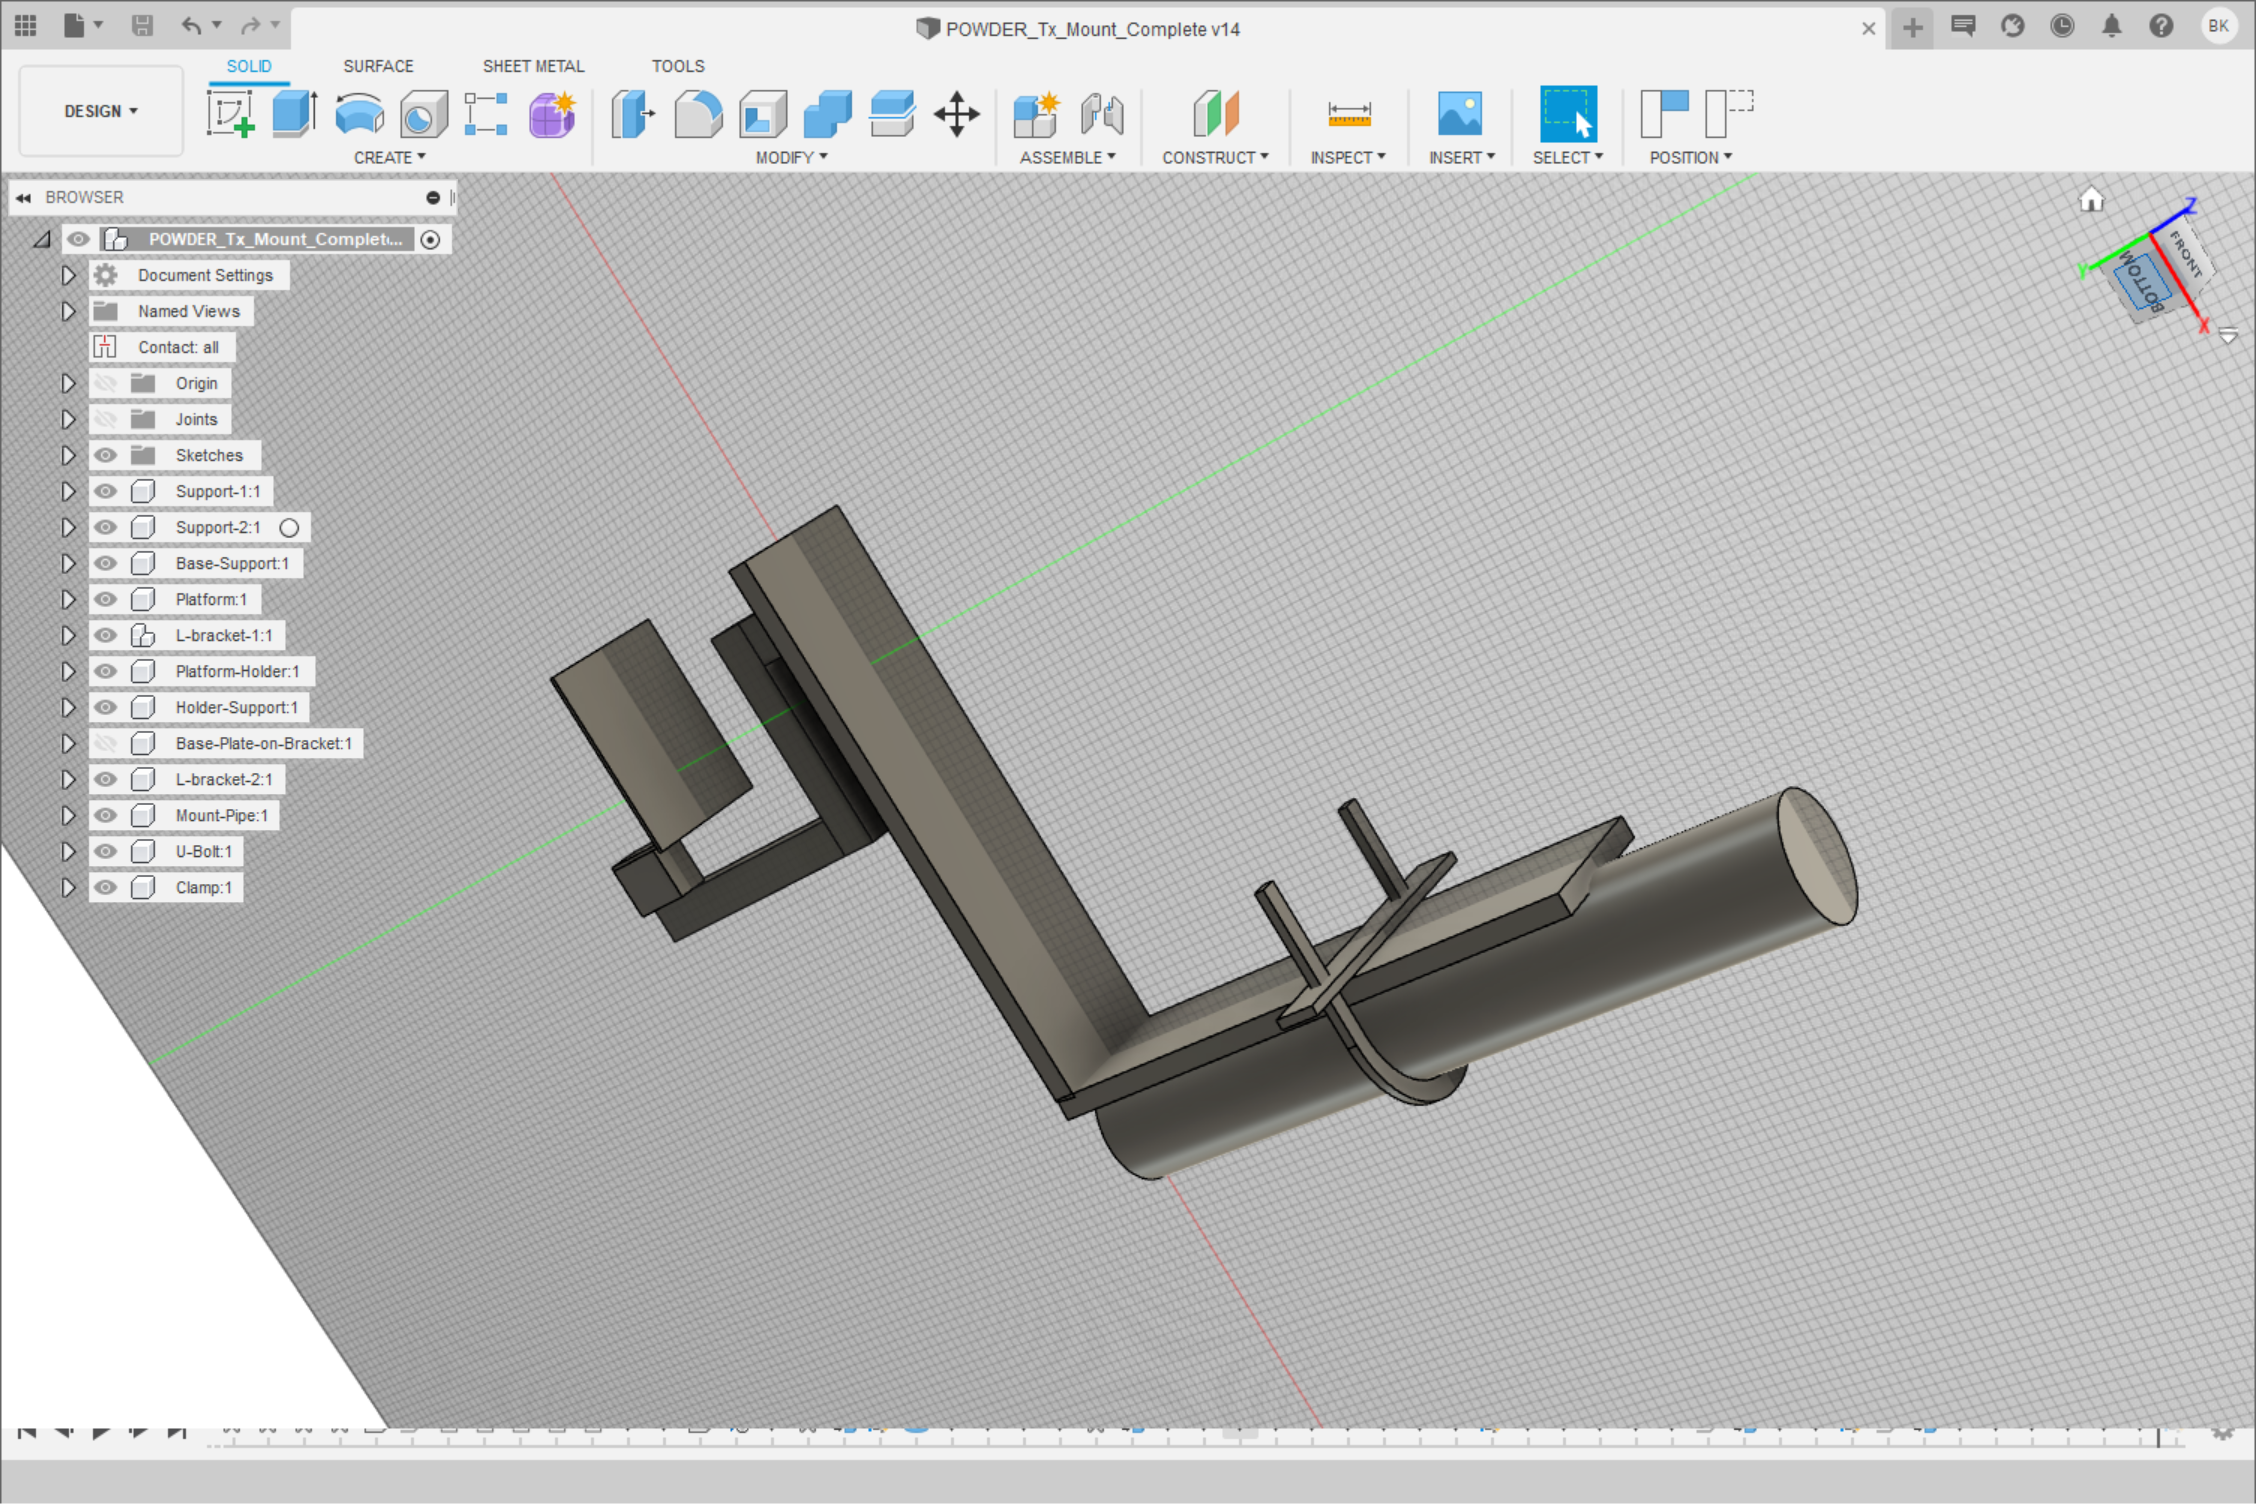 POWDER_Tx_Mount_Complete v14
BK
SOLID SURFACE SHEET METAL TOOLS
DESIGN
CREATE MODIFY ASSEMBLE CONSTRUCT INSPECT INSERT SELECT POSITION
BROWSER
POWDER_Tx_Mount_Complet...
Document Settings
Named Views
Contact: all
Origin
Joints
Sketches
Support-1:1
Support-2:1
Base-Support:1
Platform:1
L-bracket-1:1
Platform-Holder:1
Holder-Support:1
Base-Plate-on-Bracket:1
L-bracket-2:1
Mount-Pipe:1
U-Bolt:1
Clamp:1
Z
FRONT
Y
BOTTOM
X